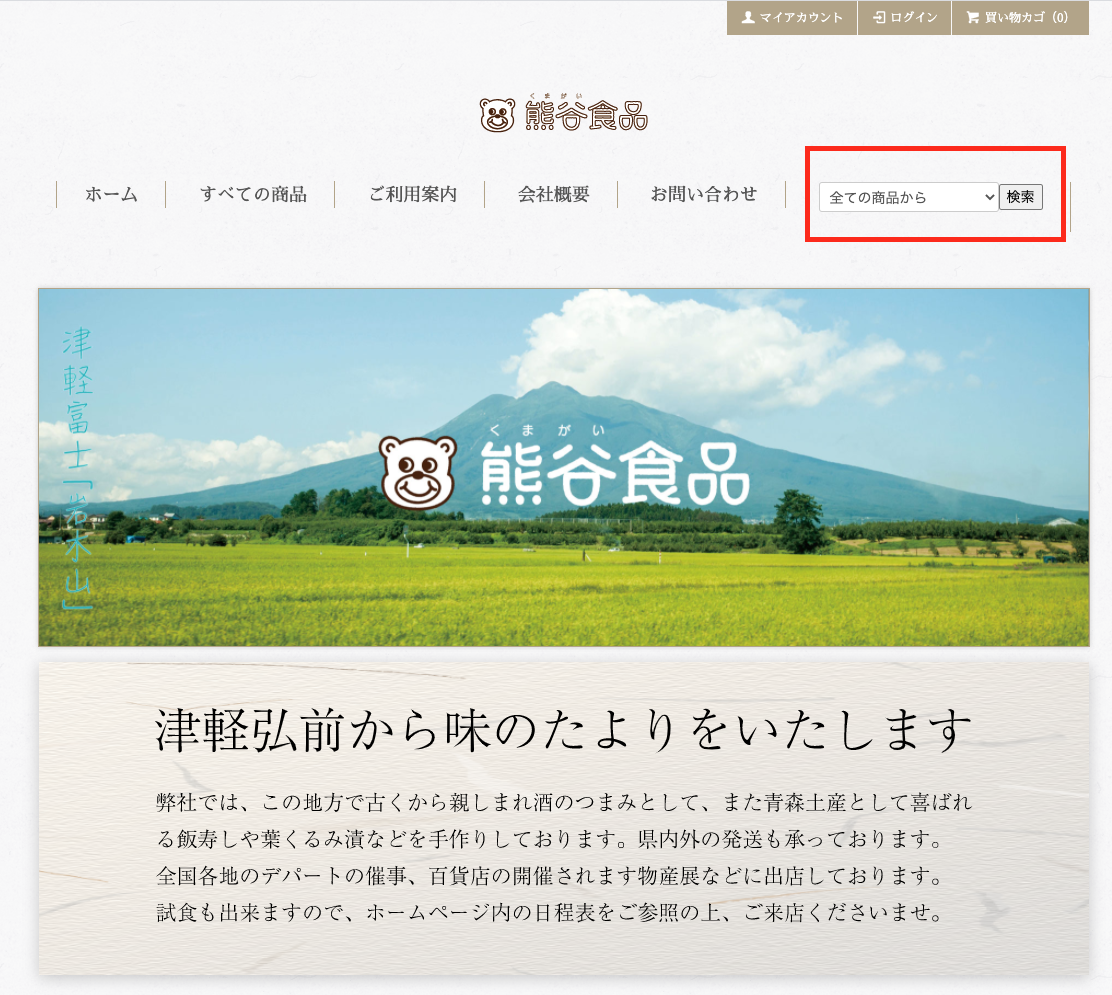 マイアカウント
ログイン
買い物カゴ（0）
くまがい
熊谷食品
ホーム
すべての商品
ご利用案内
会社概要
お問い合わせ
全ての商品から
検索
津軽富士「岩木山」
くまがい
熊谷食品
津軽弘前から味のたよりをいたします
弊社では、この地方で古くから親しまれ酒のつまみとして、また青森土産として喜ばれ
る飯寿しや葉くるみ漬などを手作りしております。県内外の発送も承っております。
全国各地のデパートの催事、百貨店の開催されます物産展などに出店しております。
試食も出来ますので、ホームページ内の日程表をご参照の上、ご来店くださいませ。